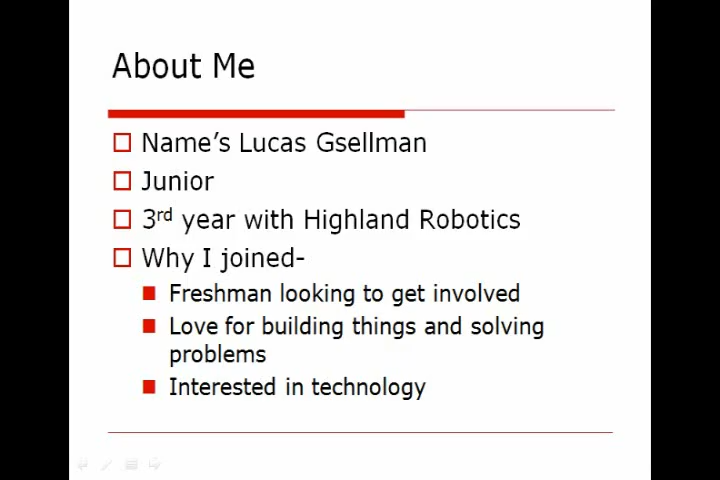 About Me
Name's Lucas Gsellman
Junior
3rd year with Highland Robotics
Why I joined-
Freshman looking to get involved
Love for building things and solving
problems
Interested in technology